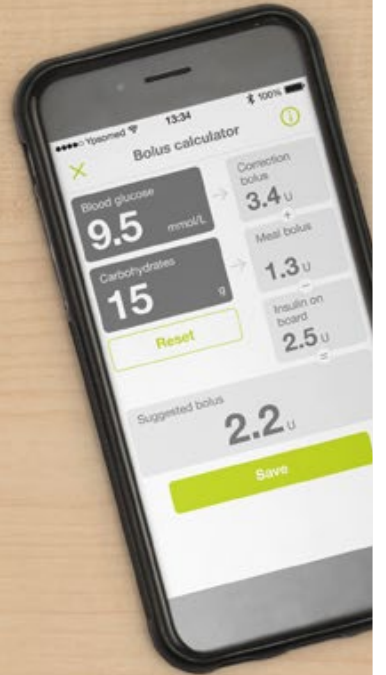 Ypsomed 13:34 100%
Bolus calculator
Blood glucose
9.5 mmol/L
Correction
bolus
3.4 U
+
Carbohydrates
15 g
Meal bolus
1.3 U
−
Reset
Insulin on
board
2.5 U
=
Suggested bolus
2.2 U
Save